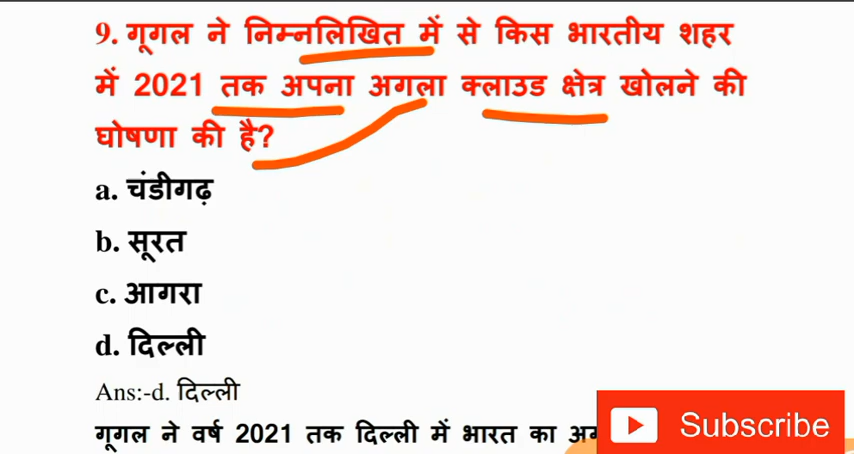 9. गूगल ने निम्नलिखित में से किस भारतीय शहर
में 2021 तक अपना अगला क्लाउड क्षेत्र खोलने की
घोषणा की है?
a. चंडीगढ़
b. सूरत
c. आगरा
d. दिल्ली
Ans:-d. दिल्ली
गूगल ने वर्ष 2021 तक दिल्ली में भारत का
Subscribe